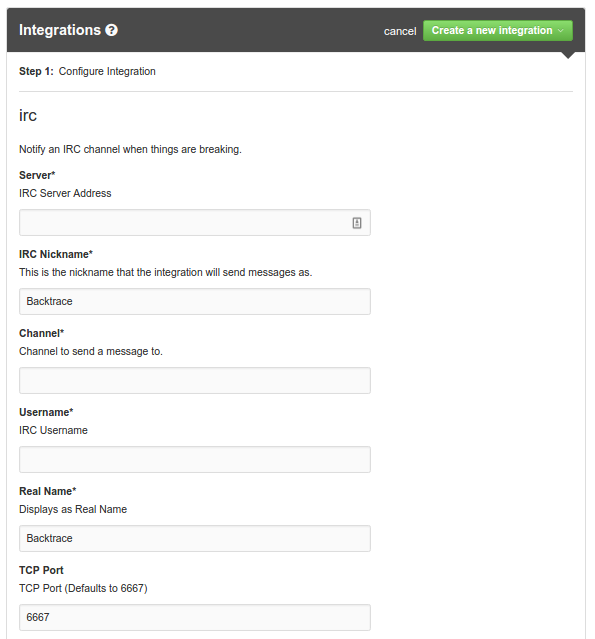 Integrations ?
cancel Create a new integration
Step 1: Configure Integration
irc
Notify an IRC channel when things are breaking.
Server*
IRC Server Address
IRC Nickname*
This is the nickname that the integration will send messages as.
Backtrace
Channel*
Channel to send a message to.
Username*
IRC Username
Real Name*
Displays as Real Name
Backtrace
TCP Port
TCP Port (Defaults to 6667)
6667